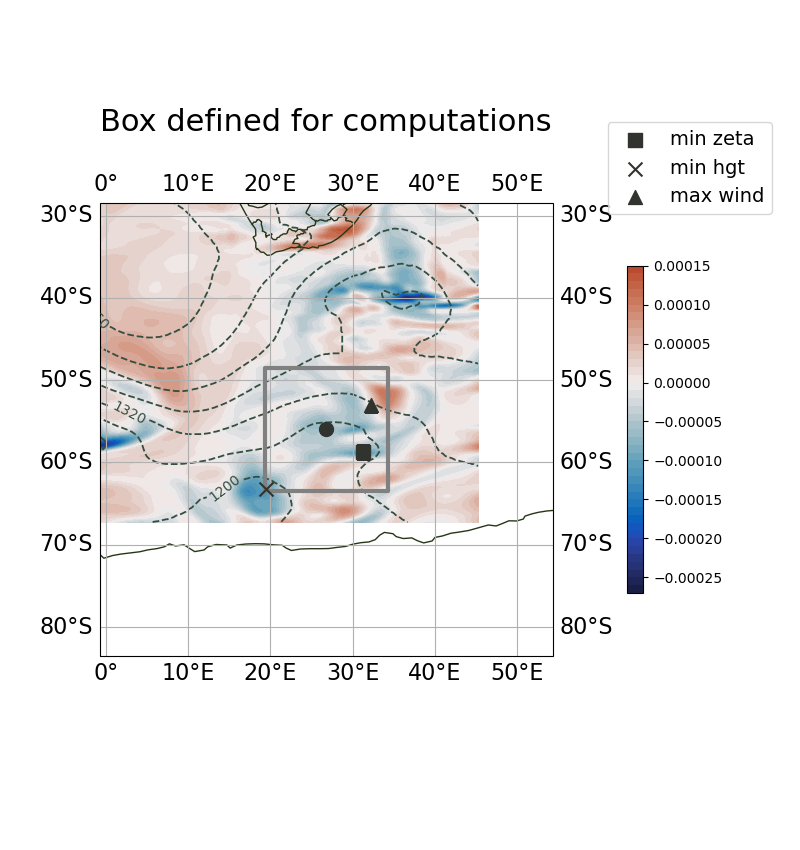 Box defined for computations
min zeta
min hgt
max wind
0° 10°E 20°E 30°E 40°E 50°E
30°S 30°S
40°S 40°S
50°S 50°S
60°S 60°S
70°S 70°S
80°S 80°S
0° 10°E 20°E 30°E 40°E 50°E
1320
1200
0.00015
0.00010
0.00005
0.00000
−0.00005
−0.00010
−0.00015
−0.00020
−0.00025